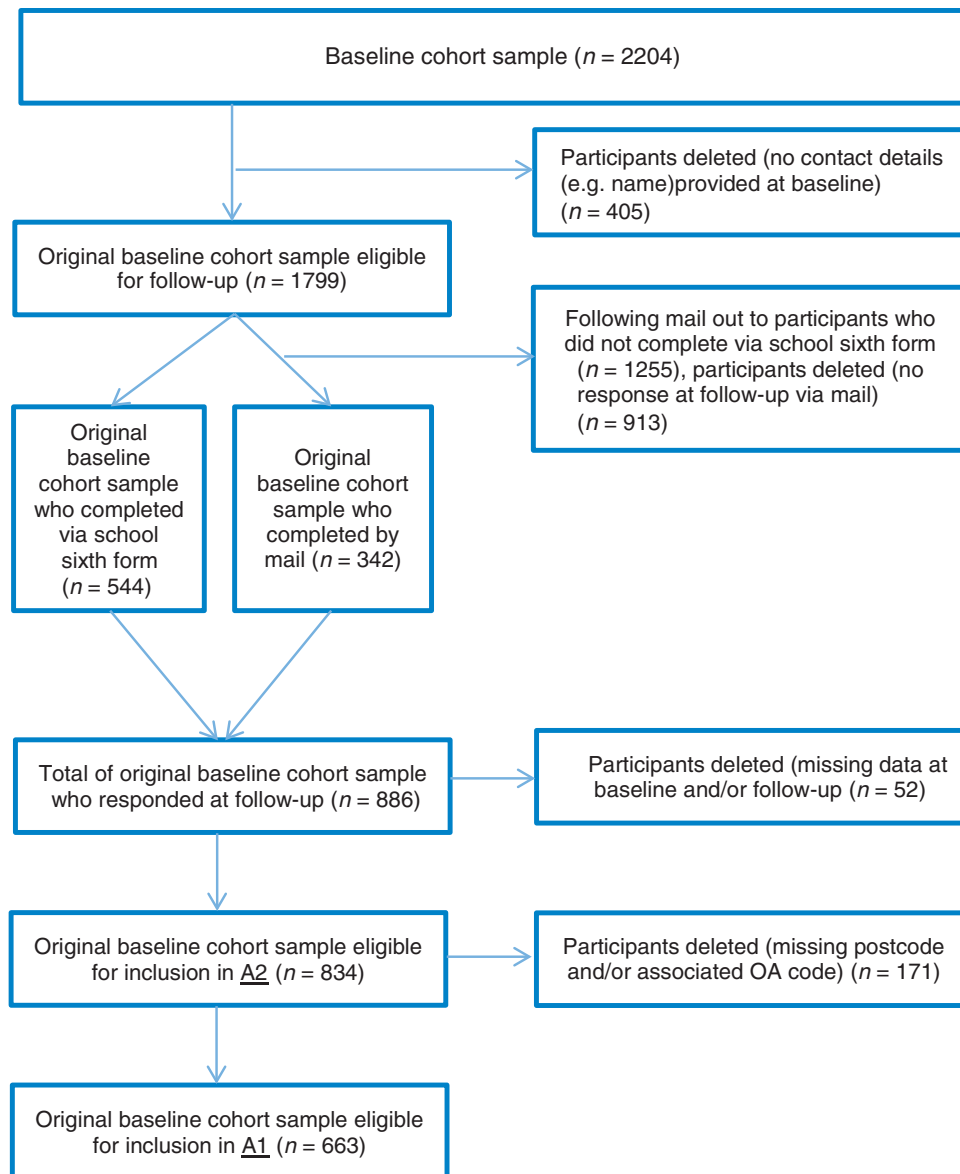 Baseline cohort sample (n = 2204)
Participants deleted (no contact details
(e.g. name)provided at baseline)
(n = 405)
Original baseline cohort sample eligible
for follow-up (n = 1799)
Following mail out to participants who
did not complete via school sixth form
(n = 1255), participants deleted (no
response at follow-up via mail)
(n = 913)
Original
baseline
cohort sample
who completed
via school
sixth form
(n = 544)
Original
baseline cohort
sample who
completed by
mail (n = 342)
Total of original baseline cohort sample
who responded at follow-up (n = 886)
Participants deleted (missing data at
baseline and/or follow-up (n = 52)
Original baseline cohort sample eligible
for inclusion in A2 (n = 834)
Participants deleted (missing postcode
and/or associated OA code) (n = 171)
Original baseline cohort sample eligible
for inclusion in A1 (n = 663)